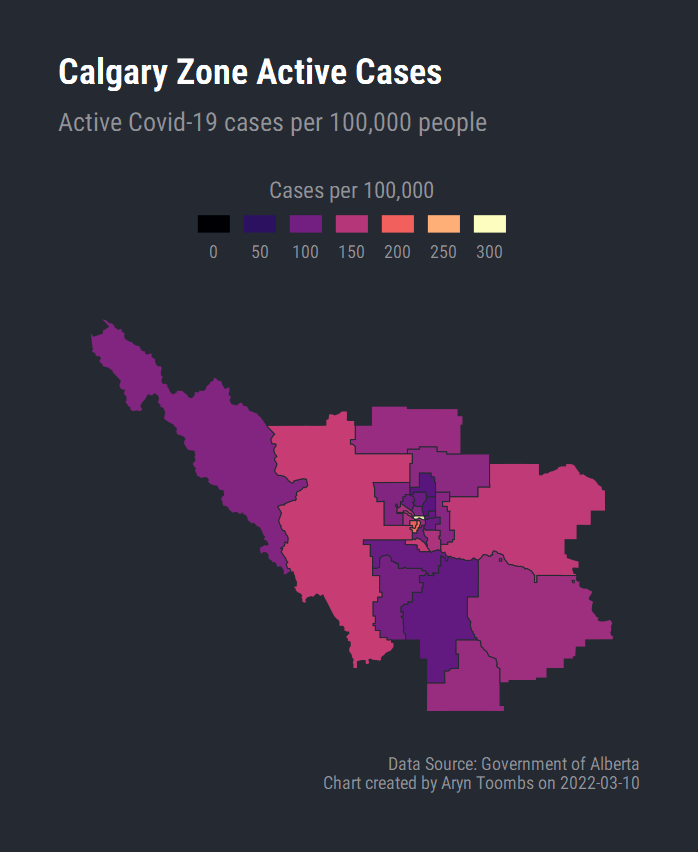 Calgary Zone Active Cases
Active Covid-19 cases per 100,000 people
Cases per 100,000
0 50 100 150 200 250 300
Data Source: Government of Alberta
Chart created by Aryn Toombs on 2022-03-10